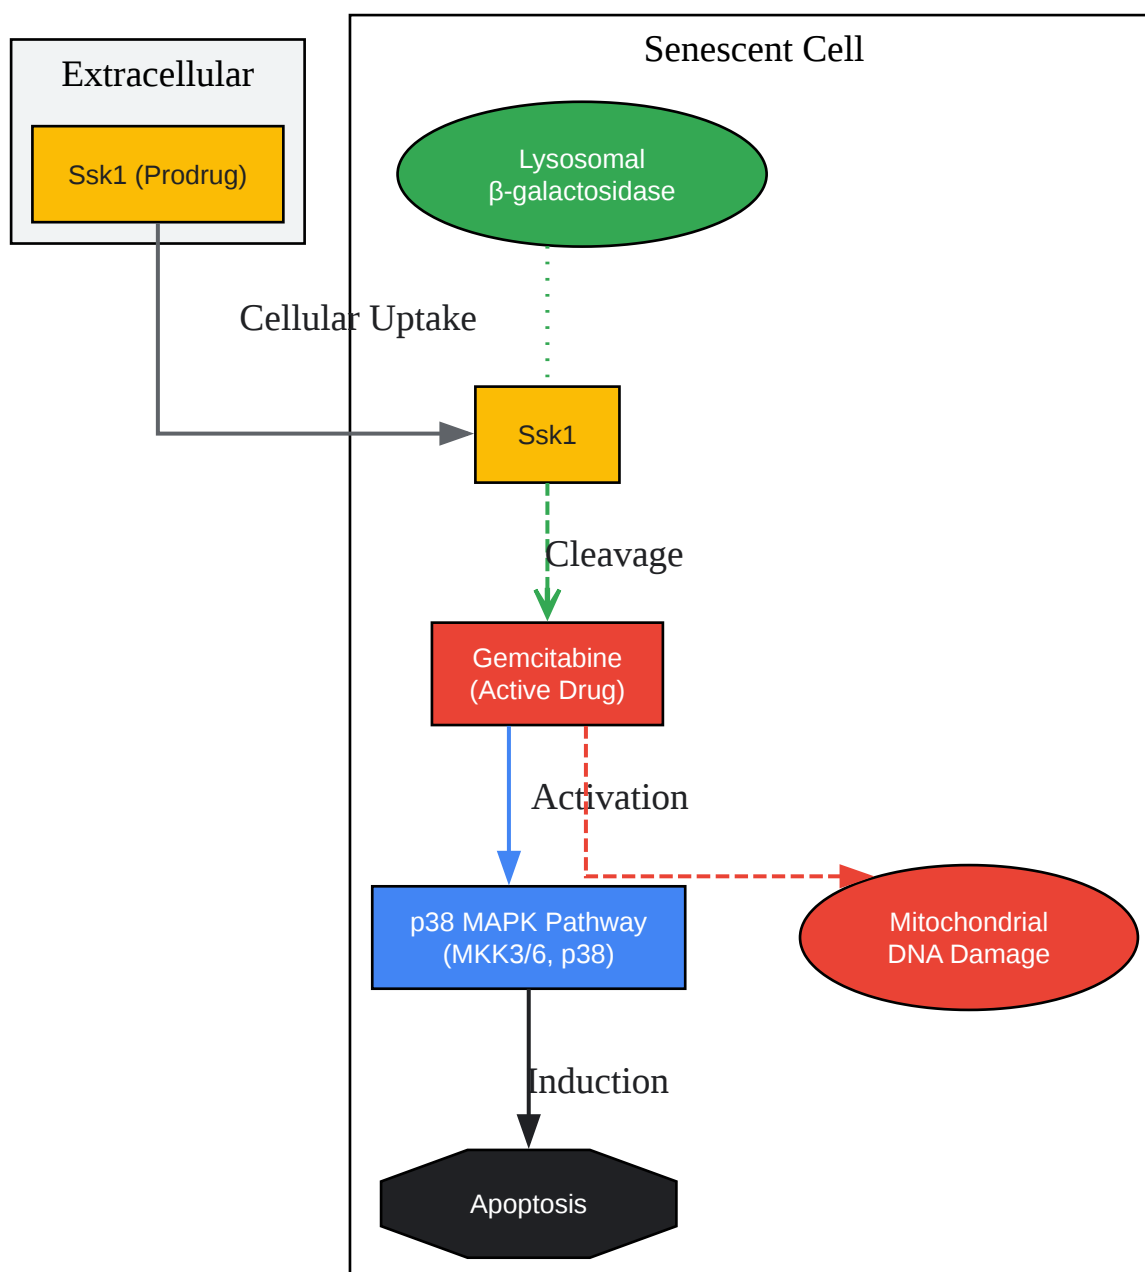 Senescent Cell
Extracellular
Ssk1 (Prodrug)
Lysosomal
β-galactosidase
Cellular Uptake
Ssk1
Cleavage
Gemcitabine
(Active Drug)
Activation
p38 MAPK Pathway
(MKK3/6, p38)
Mitochondrial
DNA Damage
Induction
Apoptosis